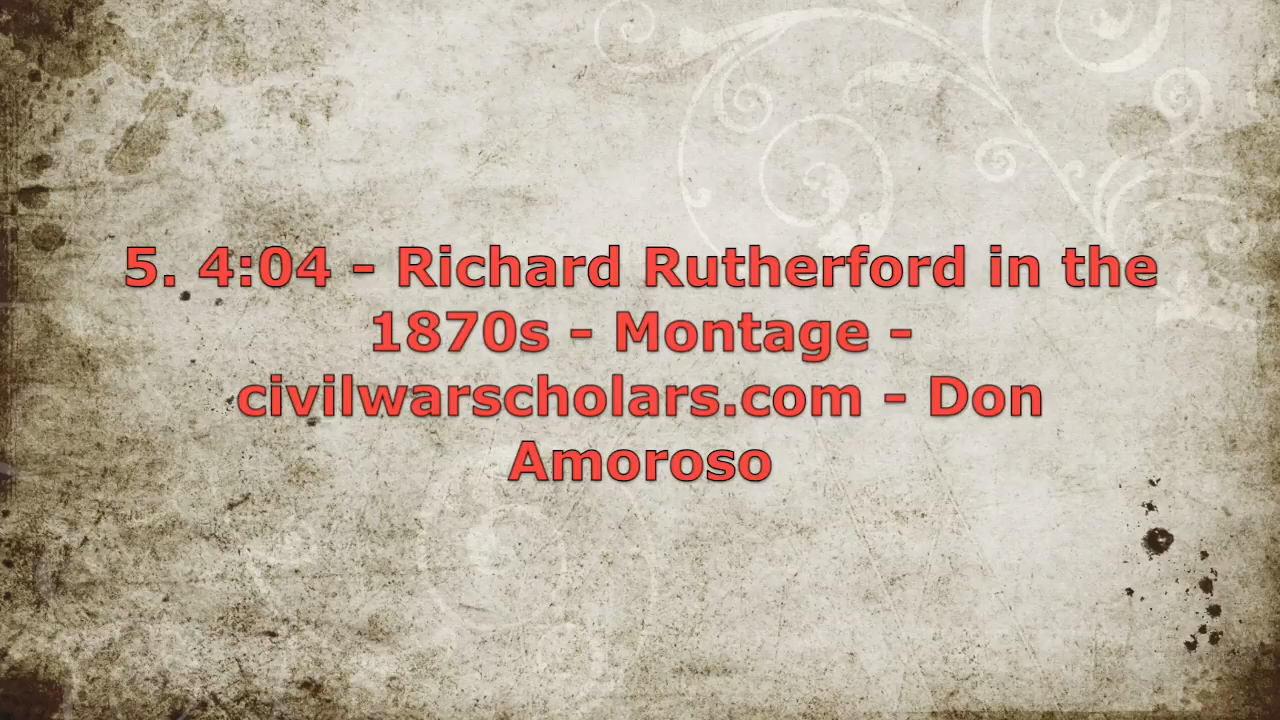 5. 4:04 - Richard Rutherford in the
1870s - Montage -
civilwarscholars.com - Don
Amoroso